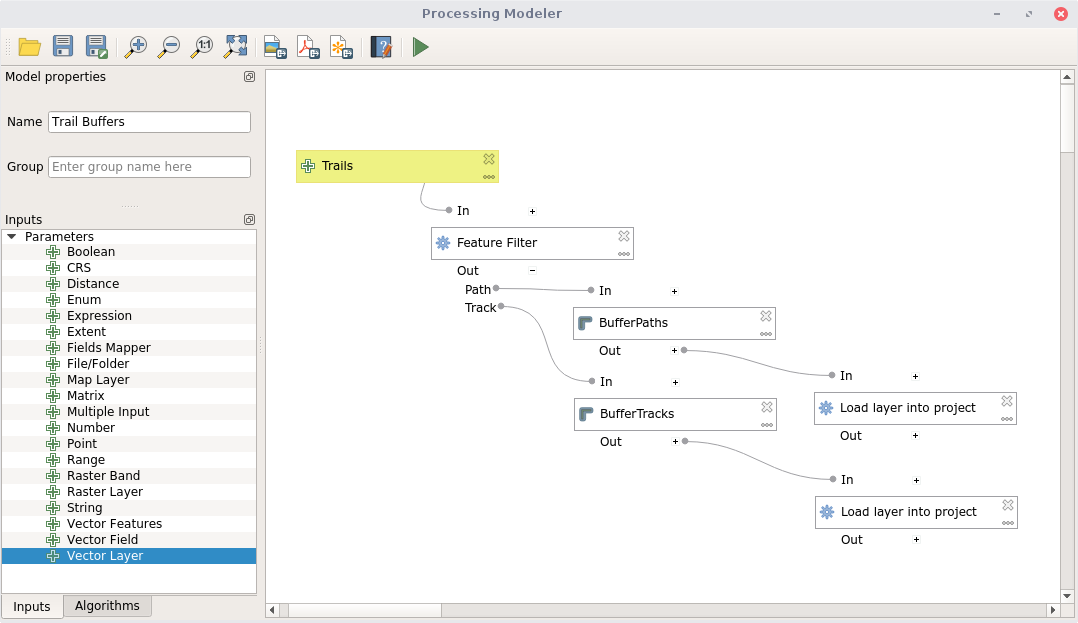 Processing Modeler
1:1
Model properties
Name
Trail Buffers
Group
Enter group name here
Inputs
Parameters
Boolean
CRS
Distance
Enum
Expression
Extent
Fields Mapper
File/Folder
Map Layer
Matrix
Multiple Input
Number
Point
Range
Raster Band
Raster Layer
String
Vector Features
Vector Field
Vector Layer
Inputs
Algorithms
Trails
In +
Feature Filter
Out −
Path
Track
In +
BufferPaths
Out +
In +
BufferTracks
Out +
In +
Load layer into project
Out +
In +
Load layer into project
Out +